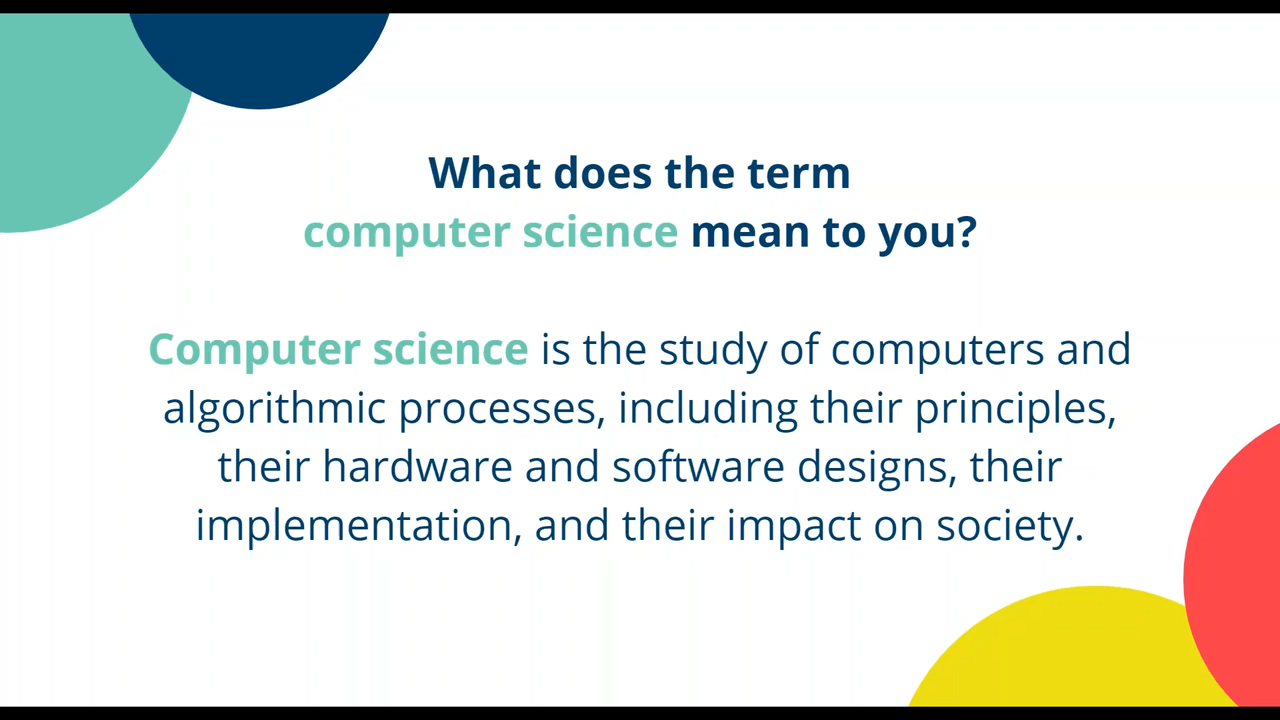 What does the term
computer science mean to you?
Computer science is the study of computers and
algorithmic processes, including their principles,
their hardware and software designs, their
implementation, and their impact on society.